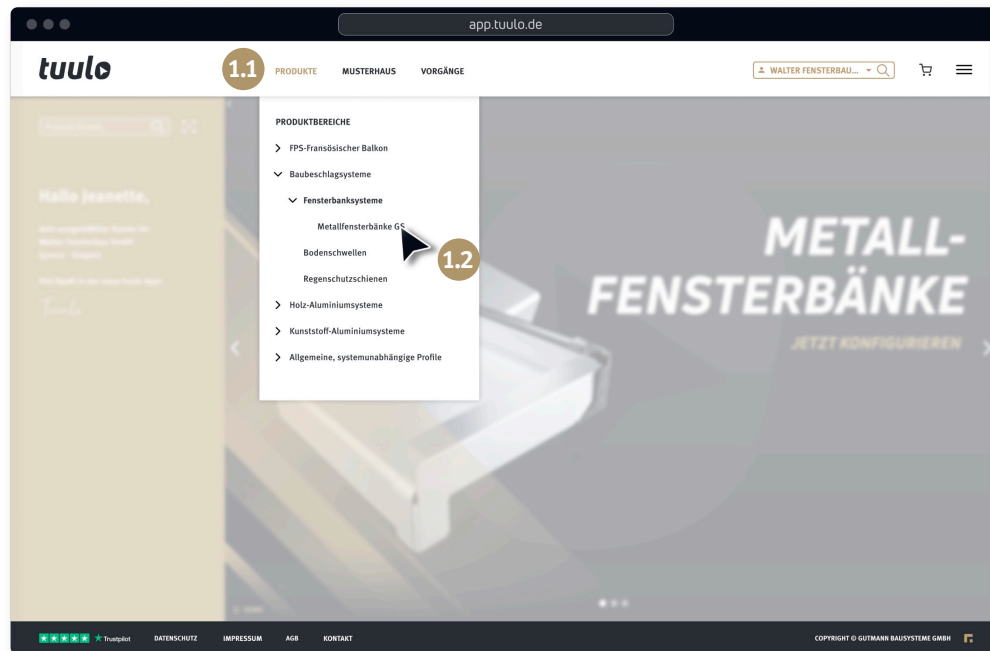 app.tuulo.de
tuulo
1.1
PRODUKTE
MUSTERHAUS
VORGÄNGE
WALTER FENSTERBAU...
PRODUKTBEREICHE
FPS-Fransösischer Balkon
Baubeschlagsysteme
Fensterbanksysteme
Metallfensterbänke GS
1.2
Bodenschwellen
Regenschutzschienen
Holz-Aluminiumsysteme
Kunststoff-Aluminiumsysteme
Allgemeine, systemunabhängige Profile
Hallo Jeanette,
METALL-
FENSTERBÄNKE
JETZT KONFIGURIEREN
Trustpilot
DATENSCHUTZ
IMPRESSUM
AGB
KONTAKT
COPYRIGHT © GUTMANN BAUSYSTEME GMBH